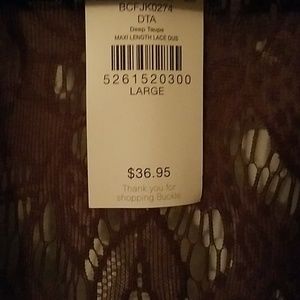 BCFJK0274
DTA
Deep Taupe
MAXI LENGTH LACE DUS
5261520300
LARGE
$36.95
Thank you for
shopping Buckle